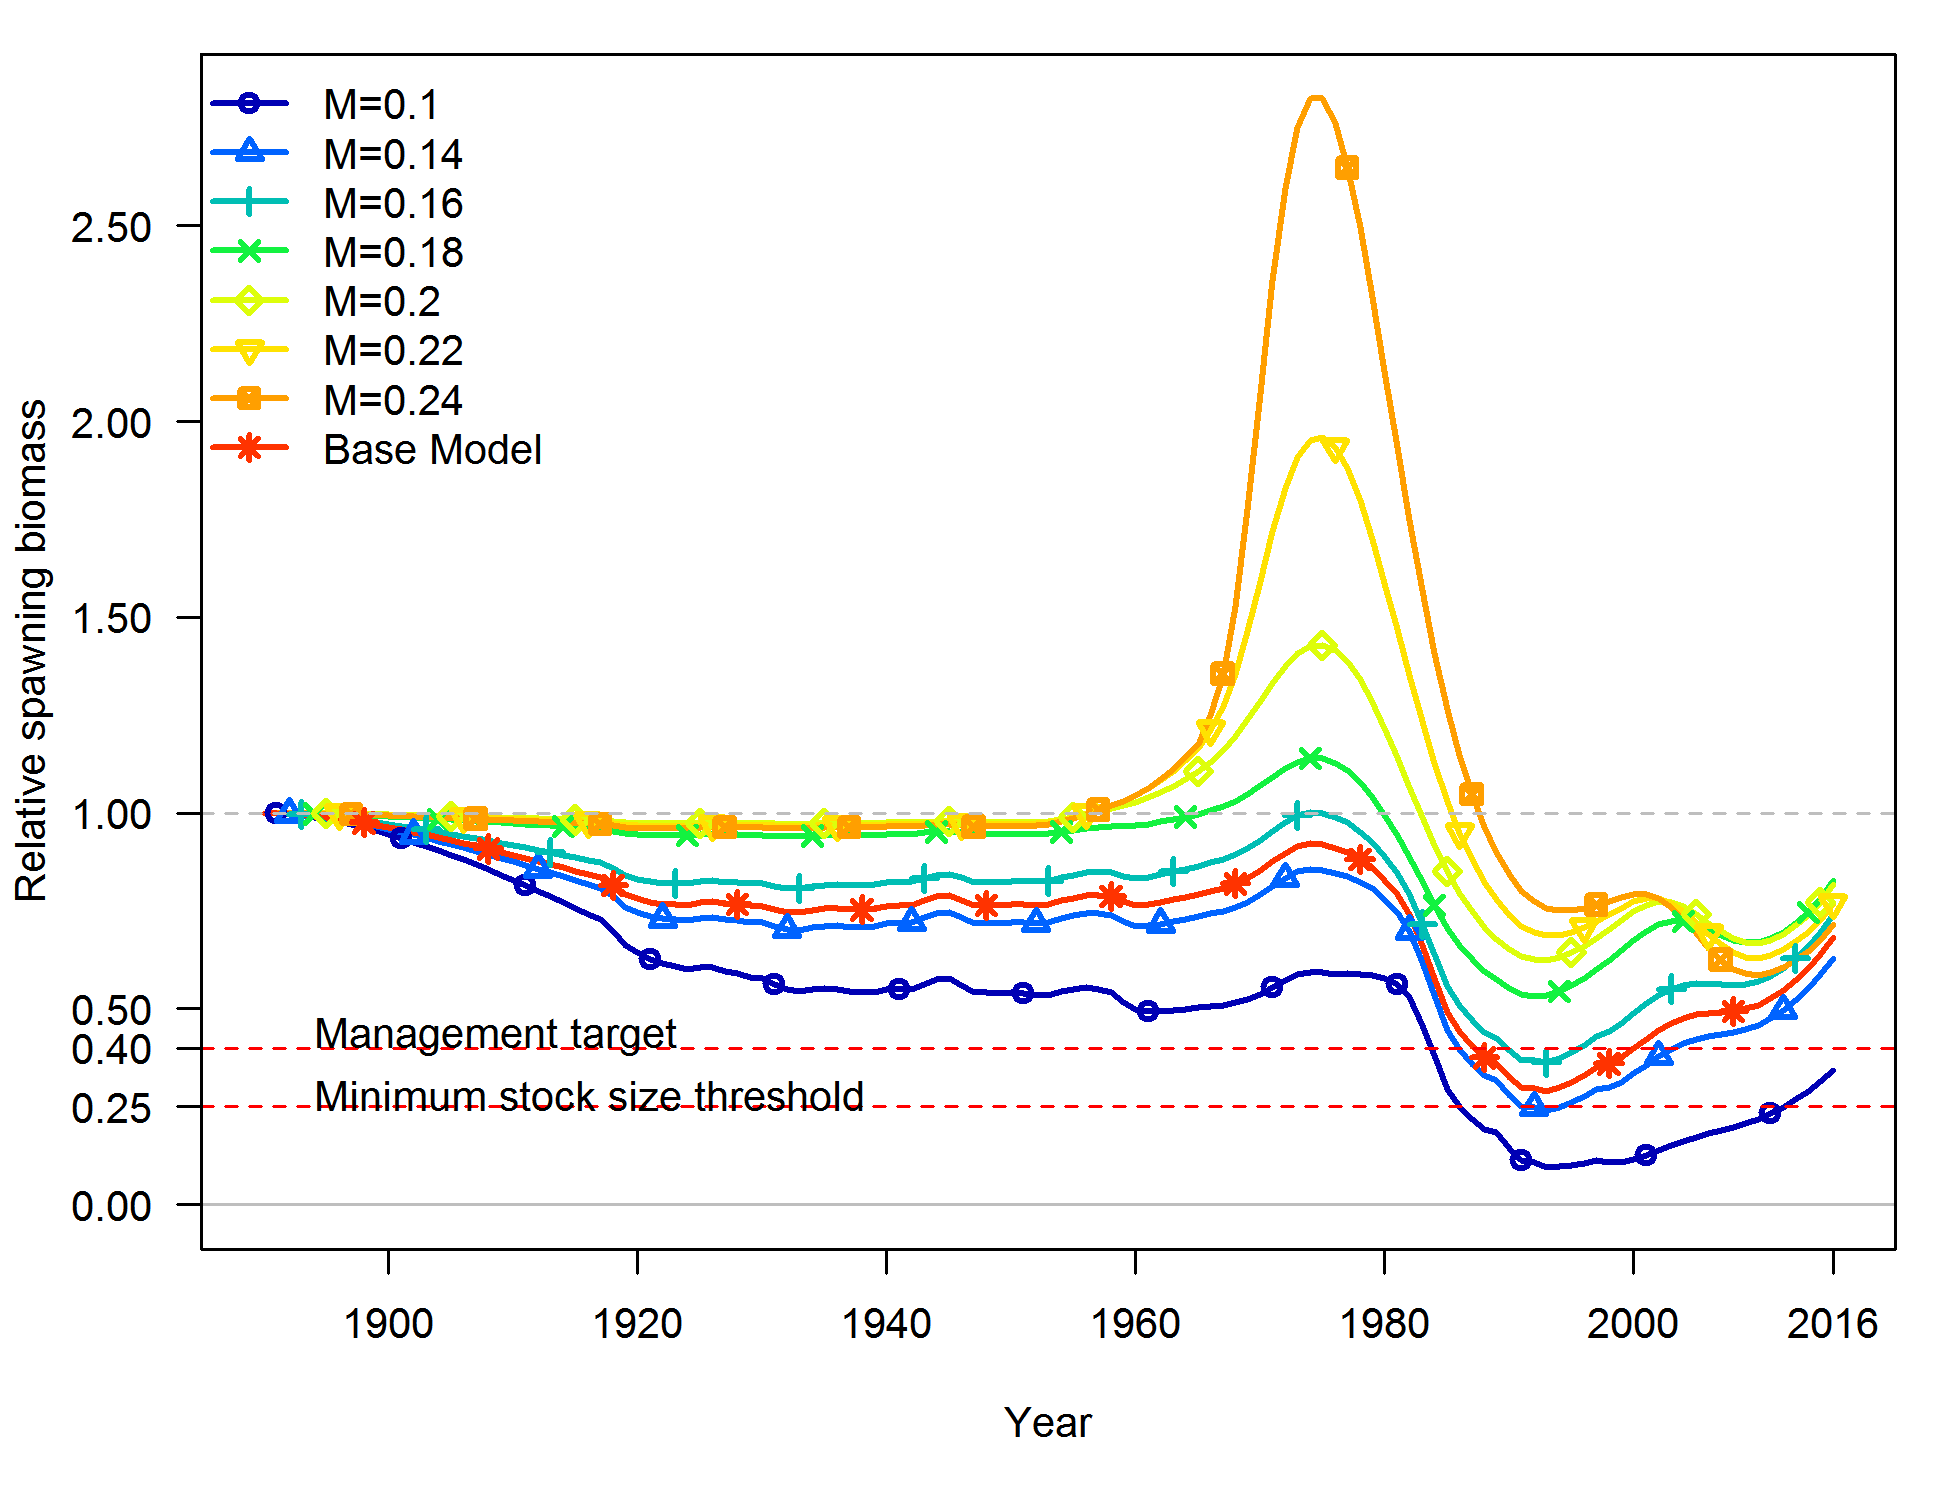 M=0.1
M=0.14
M=0.16
M=0.18
M=0.2
M=0.22
M=0.24
Base Model
Relative spawning biomass
2.50
2.00
1.50
1.00
0.50
0.40
0.25
0.00
Management target
Minimum stock size threshold
1900 1920 1940 1960 1980 2000 2016
Year